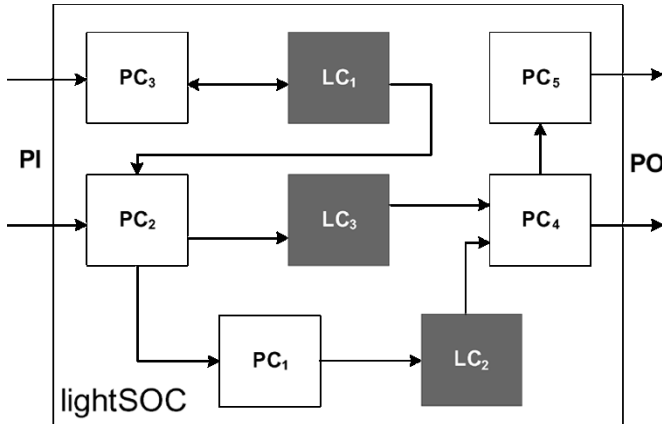 PC₃
LC₁
PC₅
PI
PO
PC₂
LC₃
PC₄
PC₁
LC₂
lightSOC